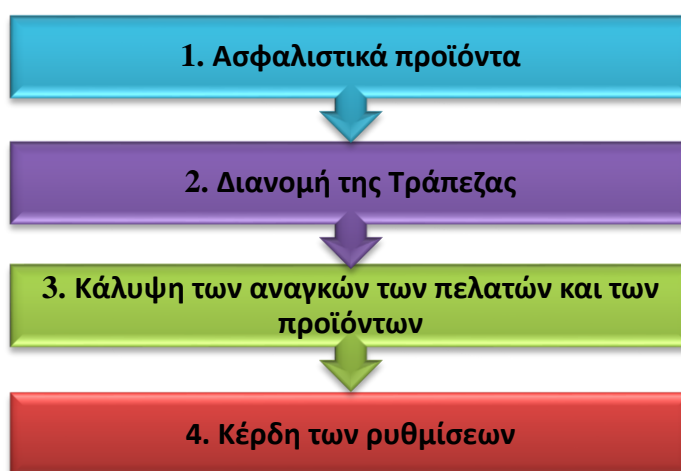 1. Ασφαλιστικά προϊόντα
2. Διανομή της Τράπεζας
3. Κάλυψη των αναγκών των πελατών και των
προϊόντων
4. Κέρδη των ρυθμίσεων